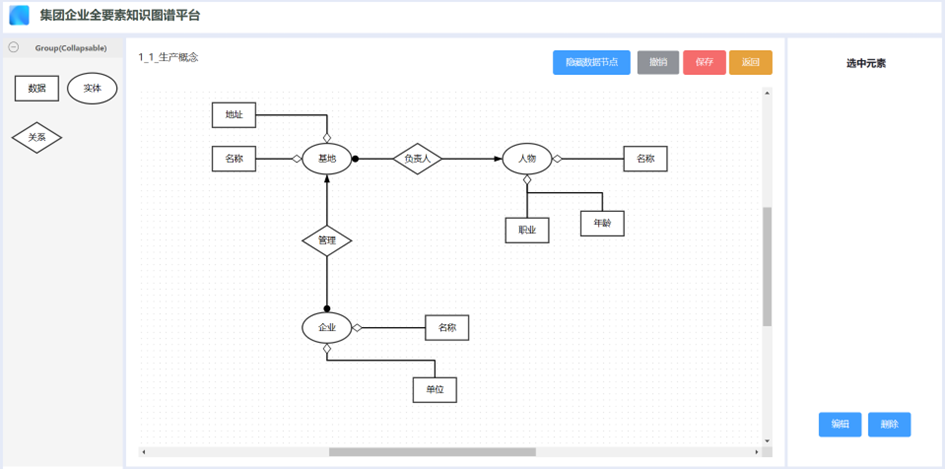 集团企业全要素知识图谱平台
Group(Collapsable)
数据
实体
关系
1_1_生产概念
隐藏数据节点
撤销
保存
返回
选中元素
地址
名称
基地
负责人
人物
名称
职业
年龄
管理
企业
名称
单位
编辑
删除